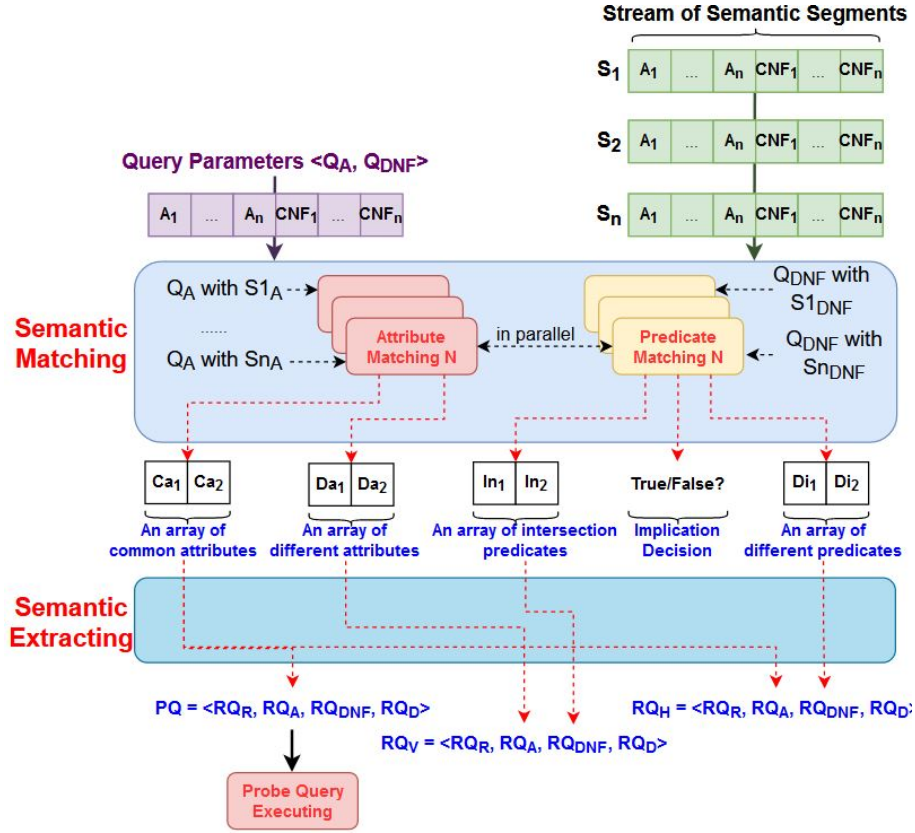 Stream of Semantic Segments
S1 A1 ... An CNF1 ... CNFn
S2 A1 ... An CNF1 ... CNFn
Query Parameters <QA, QDNF>
A1 ... An CNF1 ... CNFn
Sn A1 ... An CNF1 ... CNFn
Semantic
Matching
QA with S1A
......
QA with SnA
Attribute
Matching N
in parallel
Predicate
Matching N
QDNF with
S1DNF
QDNF with
SnDNF
Ca1 Ca2
Da1 Da2
In1 In2
True/False?
Di1 Di2
An array of
common attributes
An array of
different attributes
An array of intersection
predicates
Implication
Decision
An array of
different predicates
Semantic
Extracting
PQ = <RQR, RQA, RQDNF, RQD>
RQV = <RQR, RQA, RQDNF, RQD>
RQH = <RQR, RQA, RQDNF, RQD>
Probe Query
Executing